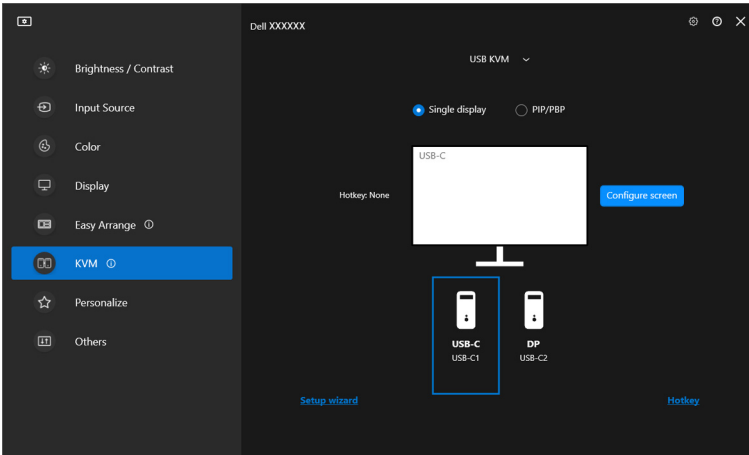 Dell XXXXXX
Brightness / Contrast
Input Source
Color
Display
Easy Arrange
KVM
Personalize
Others
USB KVM
Single display
PIP/PBP
USB-C
Hotkey: None
Configure screen
USB-C
USB-C1
DP
USB-C2
Setup wizard
Hotkey